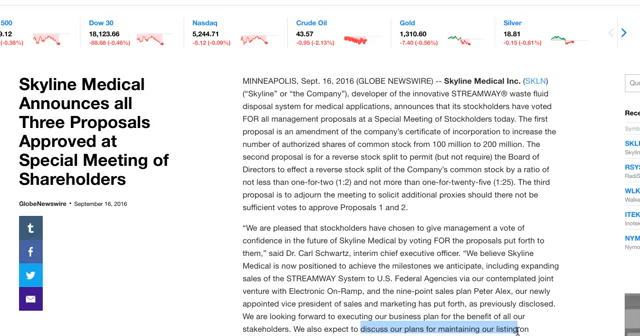 500
Dow 30
Nasdaq
Crude Oil
Gold
Silver
9.12
18,123.66
5,244.71
43.57
1,310.60
18.81
(-0.38%)
-88.68 (-0.46%)
-5.12 (-0.09%)
-0.95 (-2.13%)
-7.40 (-0.56%)
-0.15 (-0.81%)
Skyline Medical
Announces all
Three Proposals
Approved at
Special Meeting of
Shareholders
GlobeNewswire • September 16, 2016
MINNEAPOLIS, Sept. 16, 2016 (GLOBE NEWSWIRE) -- Skyline Medical Inc. (SKLN)
("Skyline" or "the Company"), developer of the innovative STREAMWAY® waste fluid
disposal system for medical applications, announces that its stockholders have voted
FOR all management proposals at a Special Meeting of Stockholders today. The first
proposal is an amendment of the company's certificate of incorporation to increase the
number of authorized shares of common stock from 100 million to 200 million. The
second proposal is for a reverse stock split to permit (but not require) the Board of
Directors to effect a reverse stock split of the Company's common stock by a ratio of
not less than one-for-two (1:2) and not more than one-for-twenty-five (1:25). The third
proposal is to adjourn the meeting to solicit additional proxies should there not be
sufficient votes to approve Proposals 1 and 2.
"We are pleased that stockholders have chosen to give management a vote of
confidence in the future of Skyline Medical by voting FOR the proposals put forth to
them," said Dr. Carl Schwartz, interim chief executive officer. "We believe Skyline
Medical is now positioned to achieve the milestones we anticipate, including expanding
sales of the STREAMWAY System to U.S. Federal Agencies via our contemplated joint
venture with Electronic On-Ramp, and the nine-point sales plan Peter Alex, our newly
appointed vice president of sales and marketing has put forth, as previously disclosed.
We are looking forward to executing our business plan for the benefit of all our
stakeholders. We also expect to discuss our plans for maintaining our listing on
Quo
Rece
Symb
SKL
Skylin
RSY
RadiS
WLK
Walke
ITEK
Inotek
NYM
Nymo